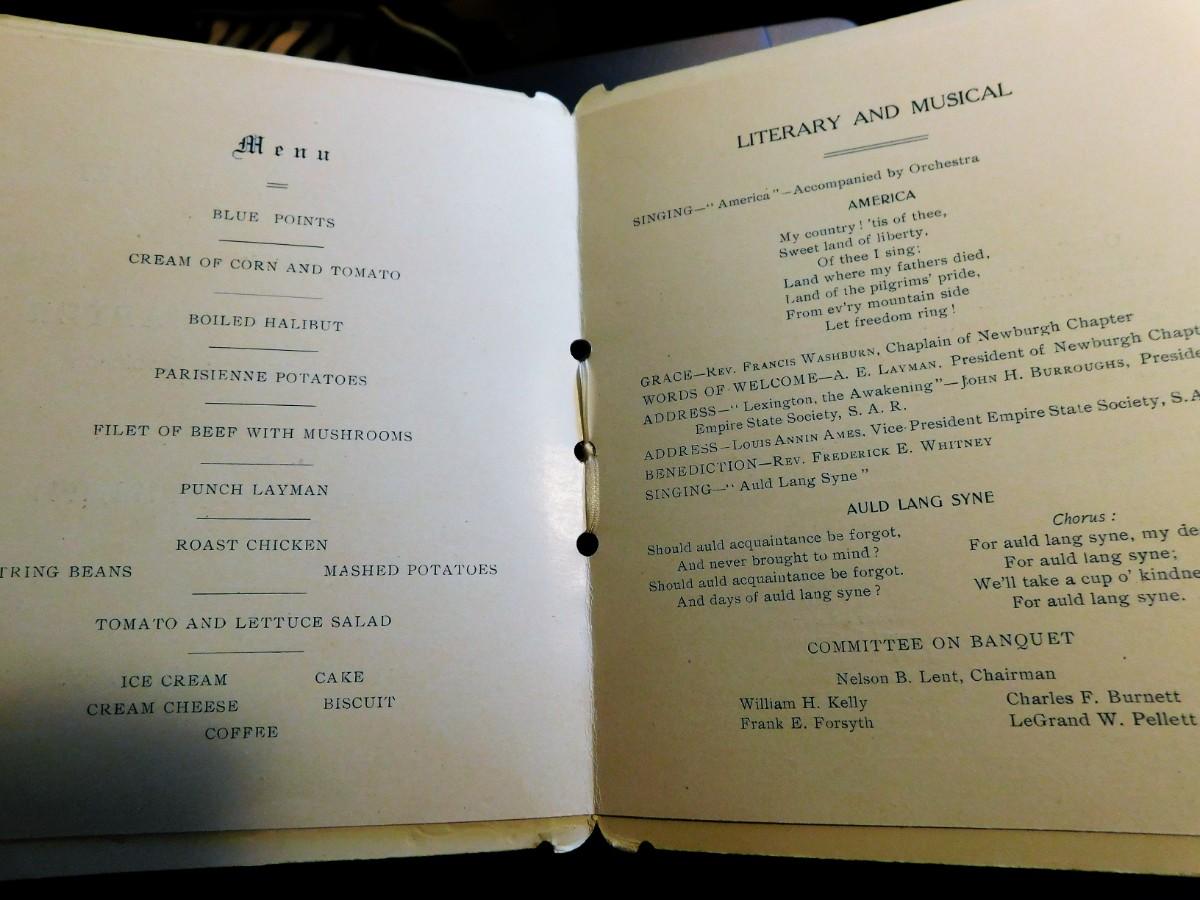 Menu
BLUE POINTS
CREAM OF CORN AND TOMATO
BOILED HALIBUT
PARISIENNE POTATOES
FILET OF BEEF WITH MUSHROOMS
PUNCH LAYMAN
ROAST CHICKEN
TRING BEANS MASHED POTATOES
TOMATO AND LETTUCE SALAD
ICE CREAM CAKE
CREAM CHEESE BISCUIT
COFFEE
LITERARY AND MUSICAL
SINGING—" America "—Accompanied by Orchestra
AMERICA
My country! 'tis of thee,
Sweet land of liberty,
Of thee I sing;
Land where my fathers died,
Land of the pilgrims' pride,
From ev'ry mountain side
Let freedom ring!
GRACE—REV. FRANCIS WASHBURN, Chaplain of Newburgh Chapter
WORDS OF WELCOME—A. E. LAYMAN, President of Newburgh Chapt
ADDRESS—" Lexington, the Awakening"—JOHN H. BURROUGHS, Preside
Empire State Society, S. A. R.
ADDRESS—LOUIS ANNIN AMES, Vice-President Empire State Society, S. A
BENEDICTION—REV. FREDERICK E. WHITNEY
SINGING—" Auld Lang Syne "
AULD LANG SYNE
Should auld acquaintance be forgot,
And never brought to mind?
Should auld acquaintance be forgot.
And days of auld lang syne?
Chorus:
For auld lang syne, my de
For auld lang syne;
We'll take a cup o' kindne
For auld lang syne.
COMMITTEE ON BANQUET
Nelson B. Lent, Chairman
William H. Kelly Charles F. Burnett
Frank E. Forsyth LeGrand W. Pellett